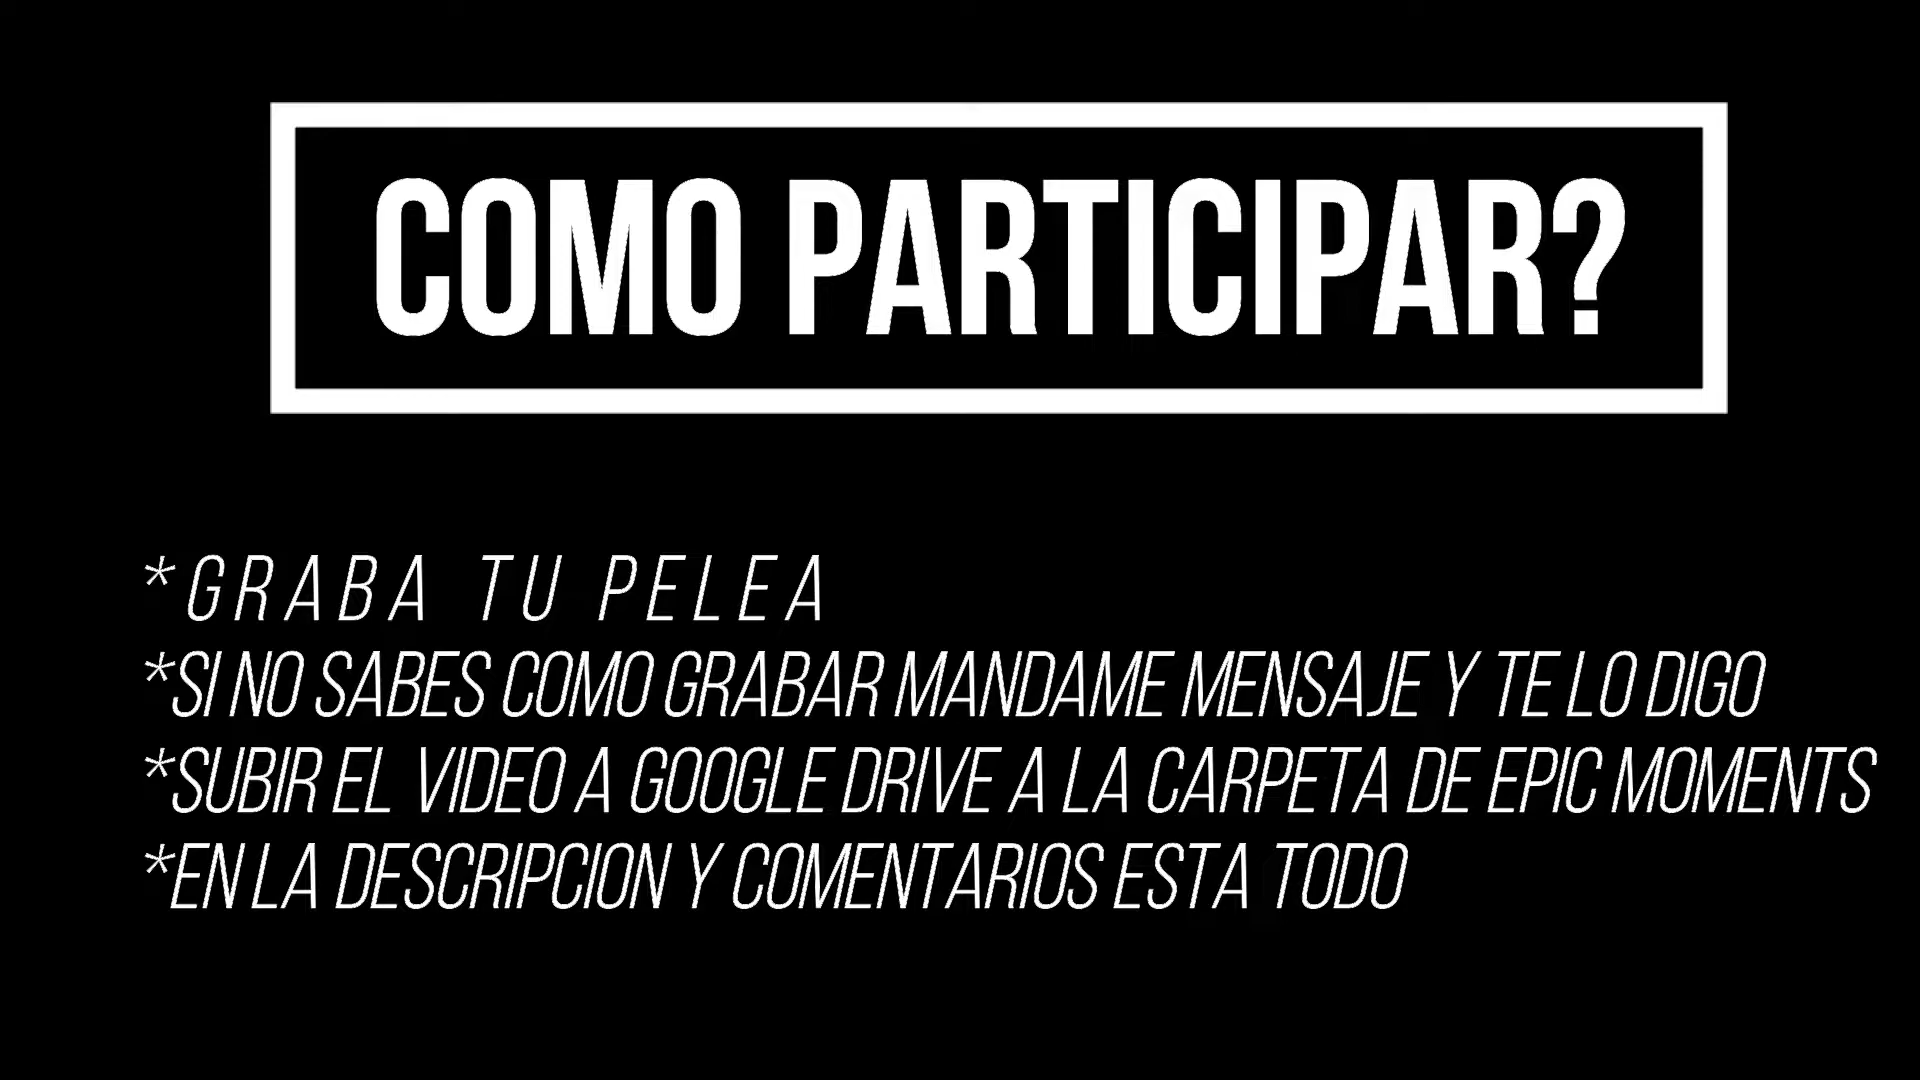 COMO PARTICIPAR?
*GRABA TU PELEA
*SI NO SABES COMO GRABAR MANDAME MENSAJE Y TE LO DIGO
*SUBIR EL VIDEO A GOOGLE DRIVE A LA CARPETA DE EPIC MOMENTS
*EN LA DESCRIPCION Y COMENTARIOS ESTA TODO